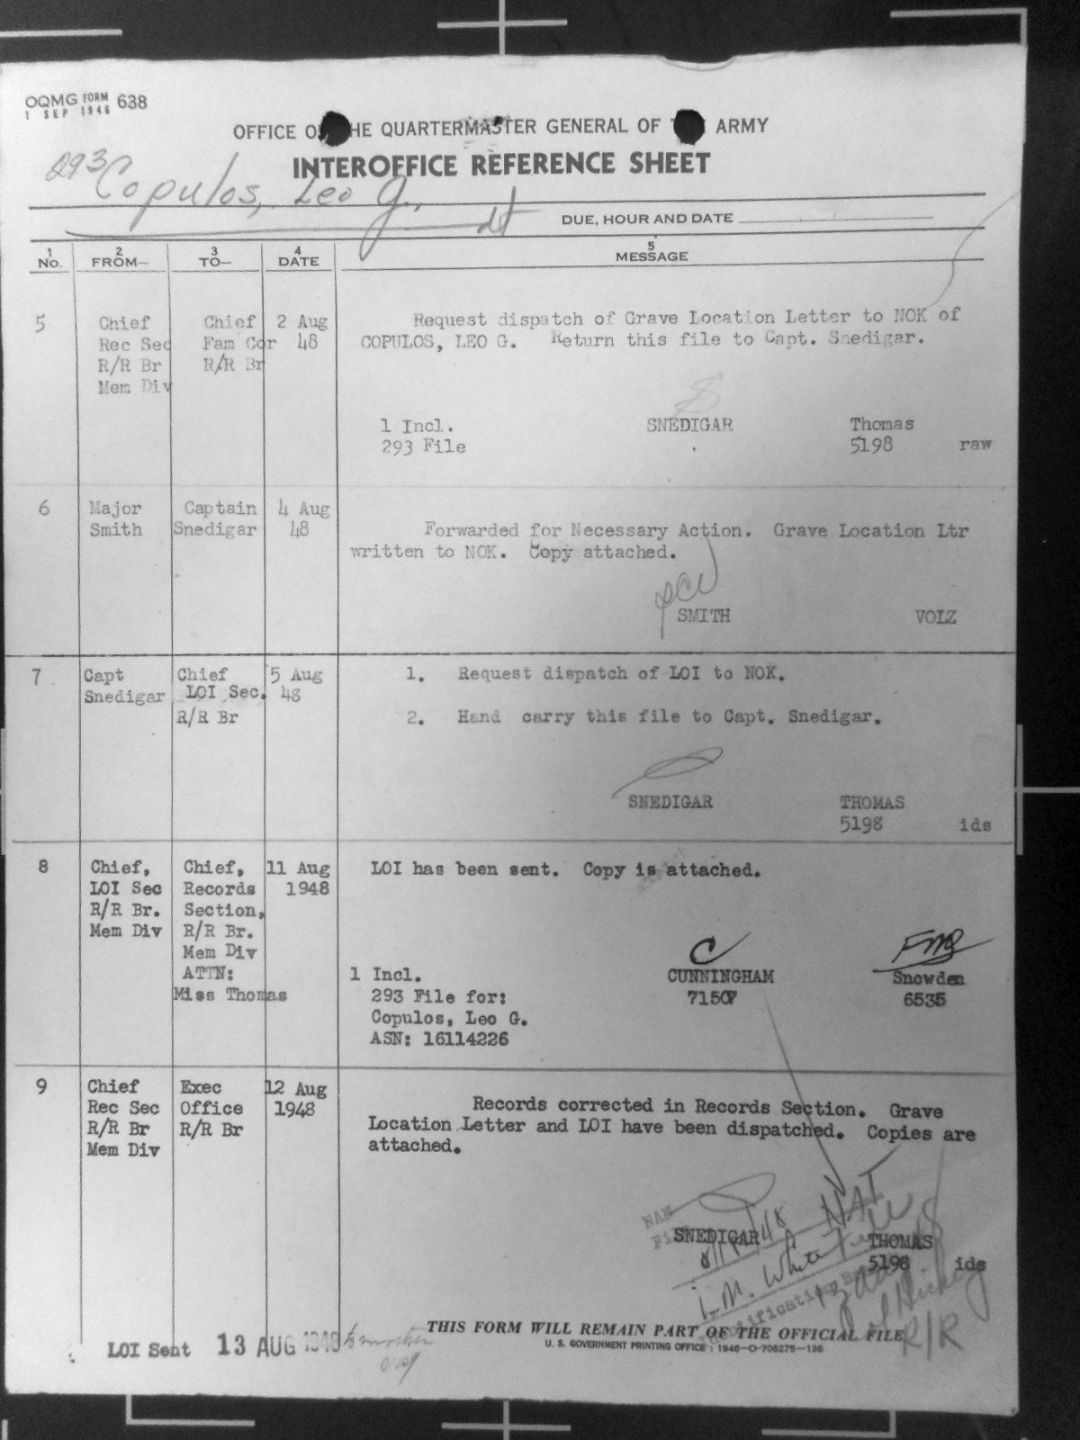 OQMG FORM 638
1 SEP 1946
OFFICE O HE QUARTERMASTER GENERAL OF ARMY
INTEROFFICE REFERENCE SHEET
293 Copulos, Leo G.,
DUE, HOUR AND DATE
1 No. 2 FROM— 3 TO— 4 DATE 5 MESSAGE
5 Chief Rec Sec R/R Br Mem Div
Chief Fam Cor R/R Br
2 Aug 48
Request dispatch of Grave Location Letter to NOK of
COPULOS, LEO G. Return this file to Capt. Snedigar.
1 Incl. SNEDIGAR Thomas
293 File 5198 raw
6 Major Smith
Captain Snedigar
4 Aug 48
Forwarded for Necessary Action. Grave Location Ltr
written to NOK. Copy attached.
SMITH VOLZ
7 Capt Snedigar
Chief LOI Sec. R/R Br
5 Aug 48
1. Request dispatch of LOI to NOK.
2. Hand carry this file to Capt. Snedigar.
SNEDIGAR THOMAS
5198 ids
8 Chief, LOI Sec R/R Br. Mem Div
Chief, Records Section, R/R Br. Mem Div ATTN: Miss Thomas
11 Aug 1948
LOI has been sent. Copy is attached.
1 Incl. CUNNINGHAM Snowden
293 File for: 71507 6535
Copulos, Leo G.
ASN: 16114226
9 Chief Rec Sec R/R Br Mem Div
Exec Office R/R Br
12 Aug 1948
Records corrected in Records Section. Grave
Location Letter and LOI have been dispatched. Copies are
attached.
NAT
SNEDIGAR THOMAS
5198 ids
R/R
THIS FORM WILL REMAIN PART OF THE OFFICIAL FILE
U. S. GOVERNMENT PRINTING OFFICE : 1946—O-706275—136
LOI Sent 13 AUG 1948